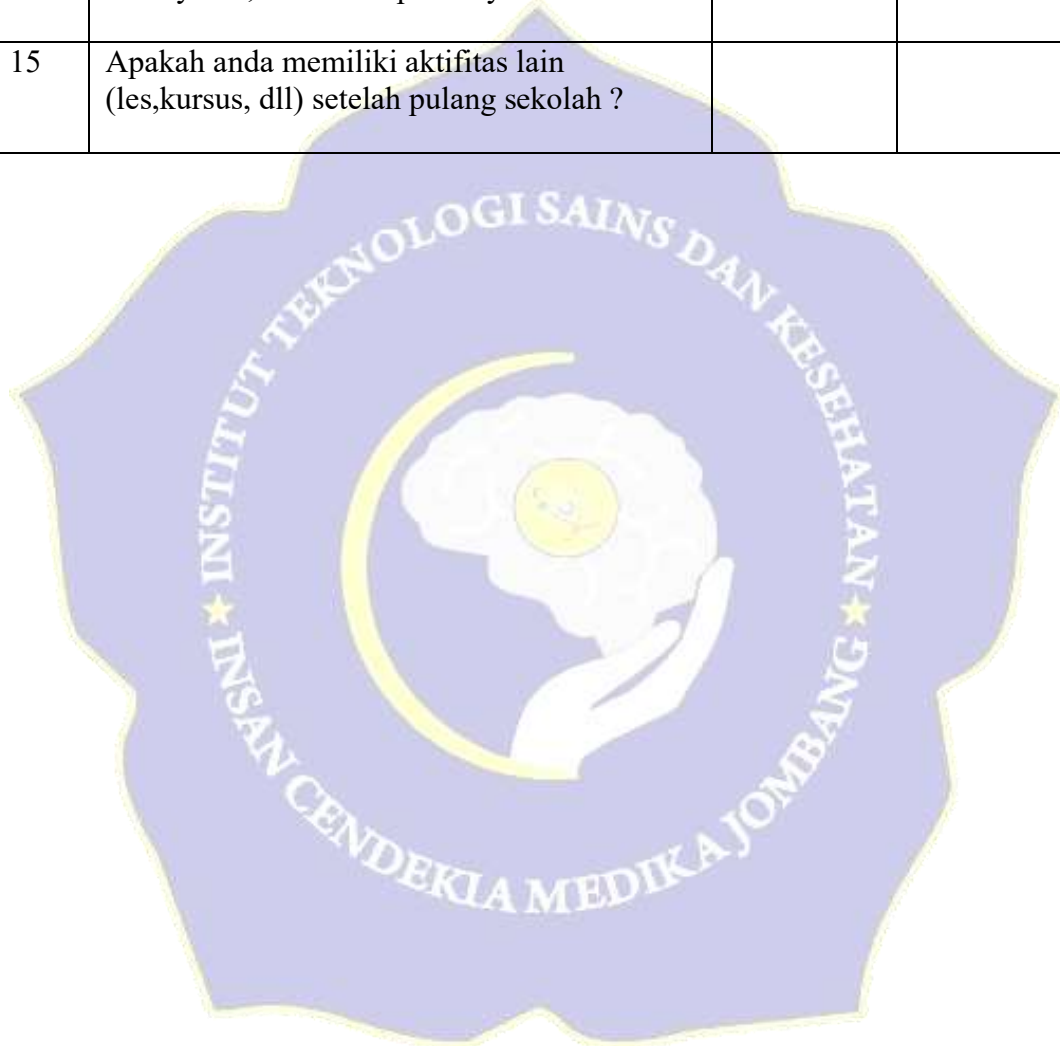 15
Apakah anda memiliki aktifitas lain
(les,kursus, dll) setelah pulang sekolah ?
INSTITUT TEKNOLOGI SAINS DAN KESEHATAN
INSAN CENDEKIA MEDIKA JOMBANG